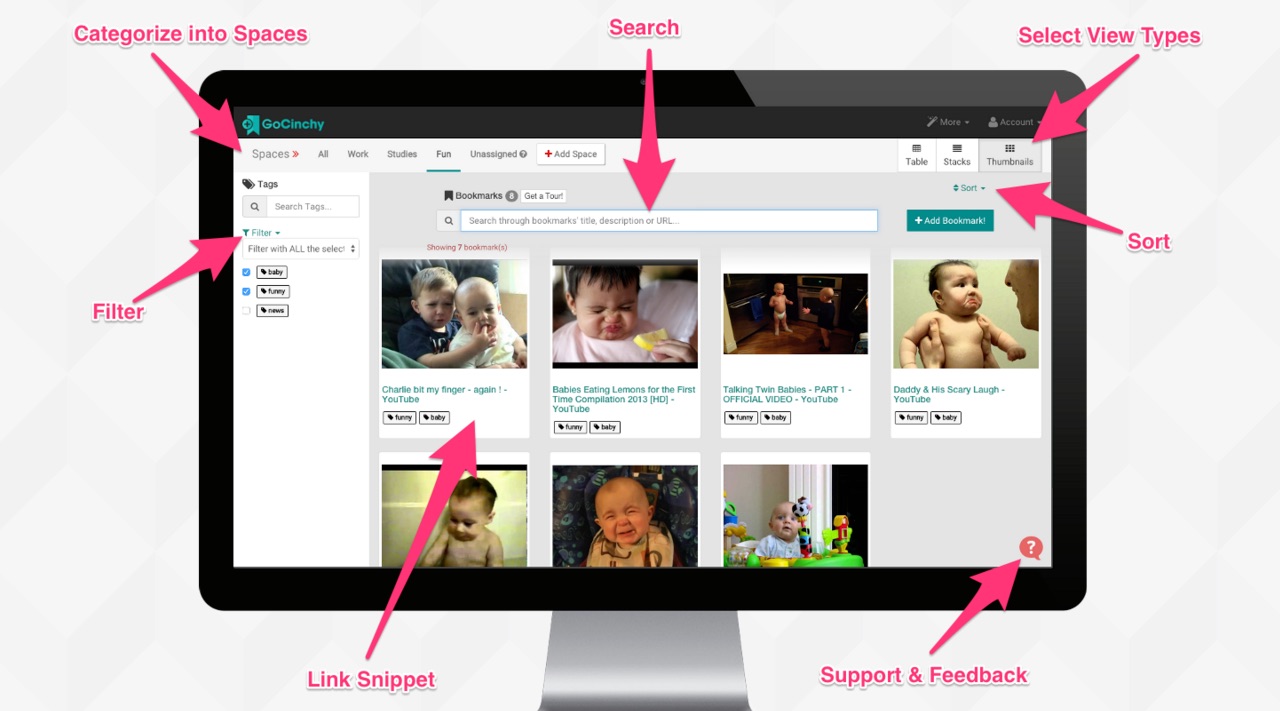 Categorize into Spaces
Search
Select View Types
GoCinchy
More
Account
Spaces »
All
Work
Studies
Fun
Unassigned
+ Add Space
Table
Stacks
Thumbnails
Tags
Search Tags...
Filter
Filter with ALL the select
baby
funny
news
Bookmarks 8 Get a Tour!
Sort
Search through bookmarks' title, description or URL...
+ Add Bookmark!
Showing 7 bookmark(s)
Sort
Filter
Charlie bit my finger - again ! -
YouTube
funny baby
Babies Eating Lemons for the First
Time Compilation 2013 [HD] -
YouTube
funny baby
Talking Twin Babies - PART 1 -
OFFICIAL VIDEO - YouTube
funny baby
Daddy & His Scary Laugh -
YouTube
funny baby
?
Link Snippet
Support & Feedback